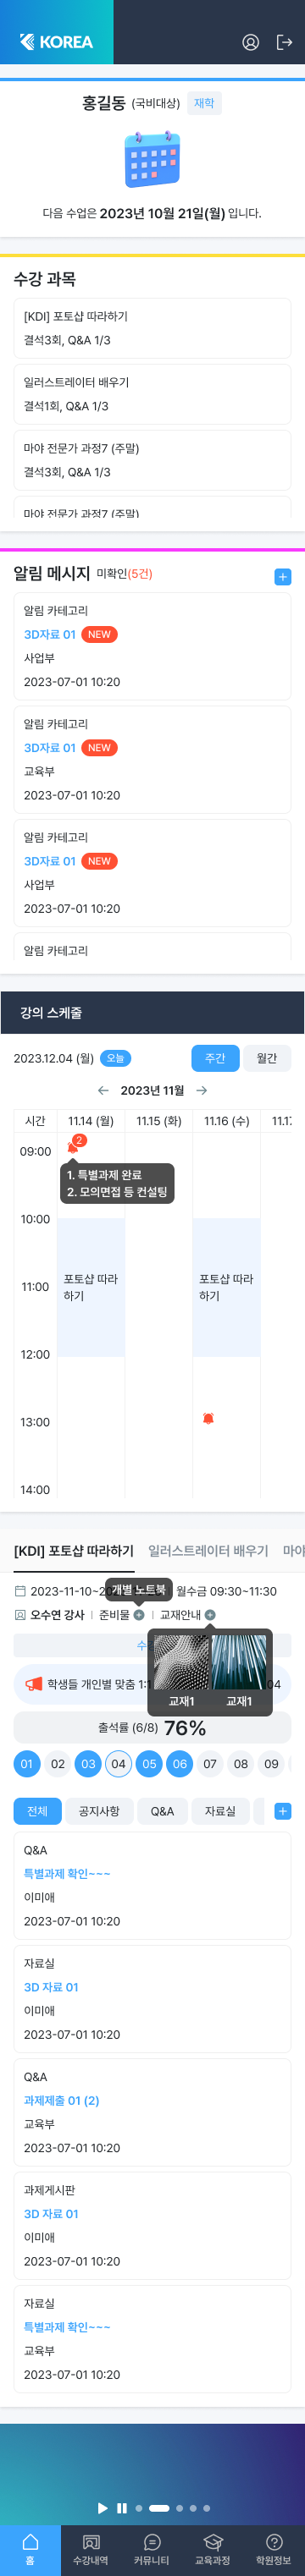 KOREA
홍길동 (국비대상) 재학
다음 수업은 2023년 10월 21일(월) 입니다.
수강 과목
[KDI] 포토샵 따라하기
결석3회, Q&A 1/3
일러스트레이터 배우기
결석1회, Q&A 1/3
마야 전문가 과정7 (주말)
결석3회, Q&A 1/3
마야 전문가 과정7 (주말)
알림 메시지 미확인(5건)
알림 카테고리
3D자료 01 NEW
사업부
2023-07-01 10:20
알림 카테고리
3D자료 01 NEW
교육부
2023-07-01 10:20
알림 카테고리
3D자료 01 NEW
사업부
2023-07-01 10:20
알림 카테고리
강의 스케줄
2023.12.04 (월) 오늘 주간 월간
2023년 11월
시간 11.14 (월) 11.15 (화) 11.16 (수) 11.17
09:00 2
1. 특별과제 완료
2. 모의면접 등 컨설팅
10:00
11:00
포토샵 따라하기
포토샵 따라하기
12:00
13:00
14:00
[KDI] 포토샵 따라하기 일러스트레이터 배우기 마야
개별 노트북
2023-11-10~20 월수금 09:30~11:30
오수연 강사 준비물 교재안내
수
학생들 개인별 맞춤 1:1 04
교재1 교재1
출석률 (6/8) 76%
01 02 03 04 05 06 07 08 09
전체 공지사항 Q&A 자료실
Q&A
특별과제 확인~~~
이미애
2023-07-01 10:20
자료실
3D 자료 01
이미애
2023-07-01 10:20
Q&A
과제제출 01 (2)
교육부
2023-07-01 10:20
과제게시판
3D 자료 01
이미애
2023-07-01 10:20
자료실
특별과제 확인~~~
교육부
2023-07-01 10:20
홈 수강내역 커뮤니티 교육과정 학원정보